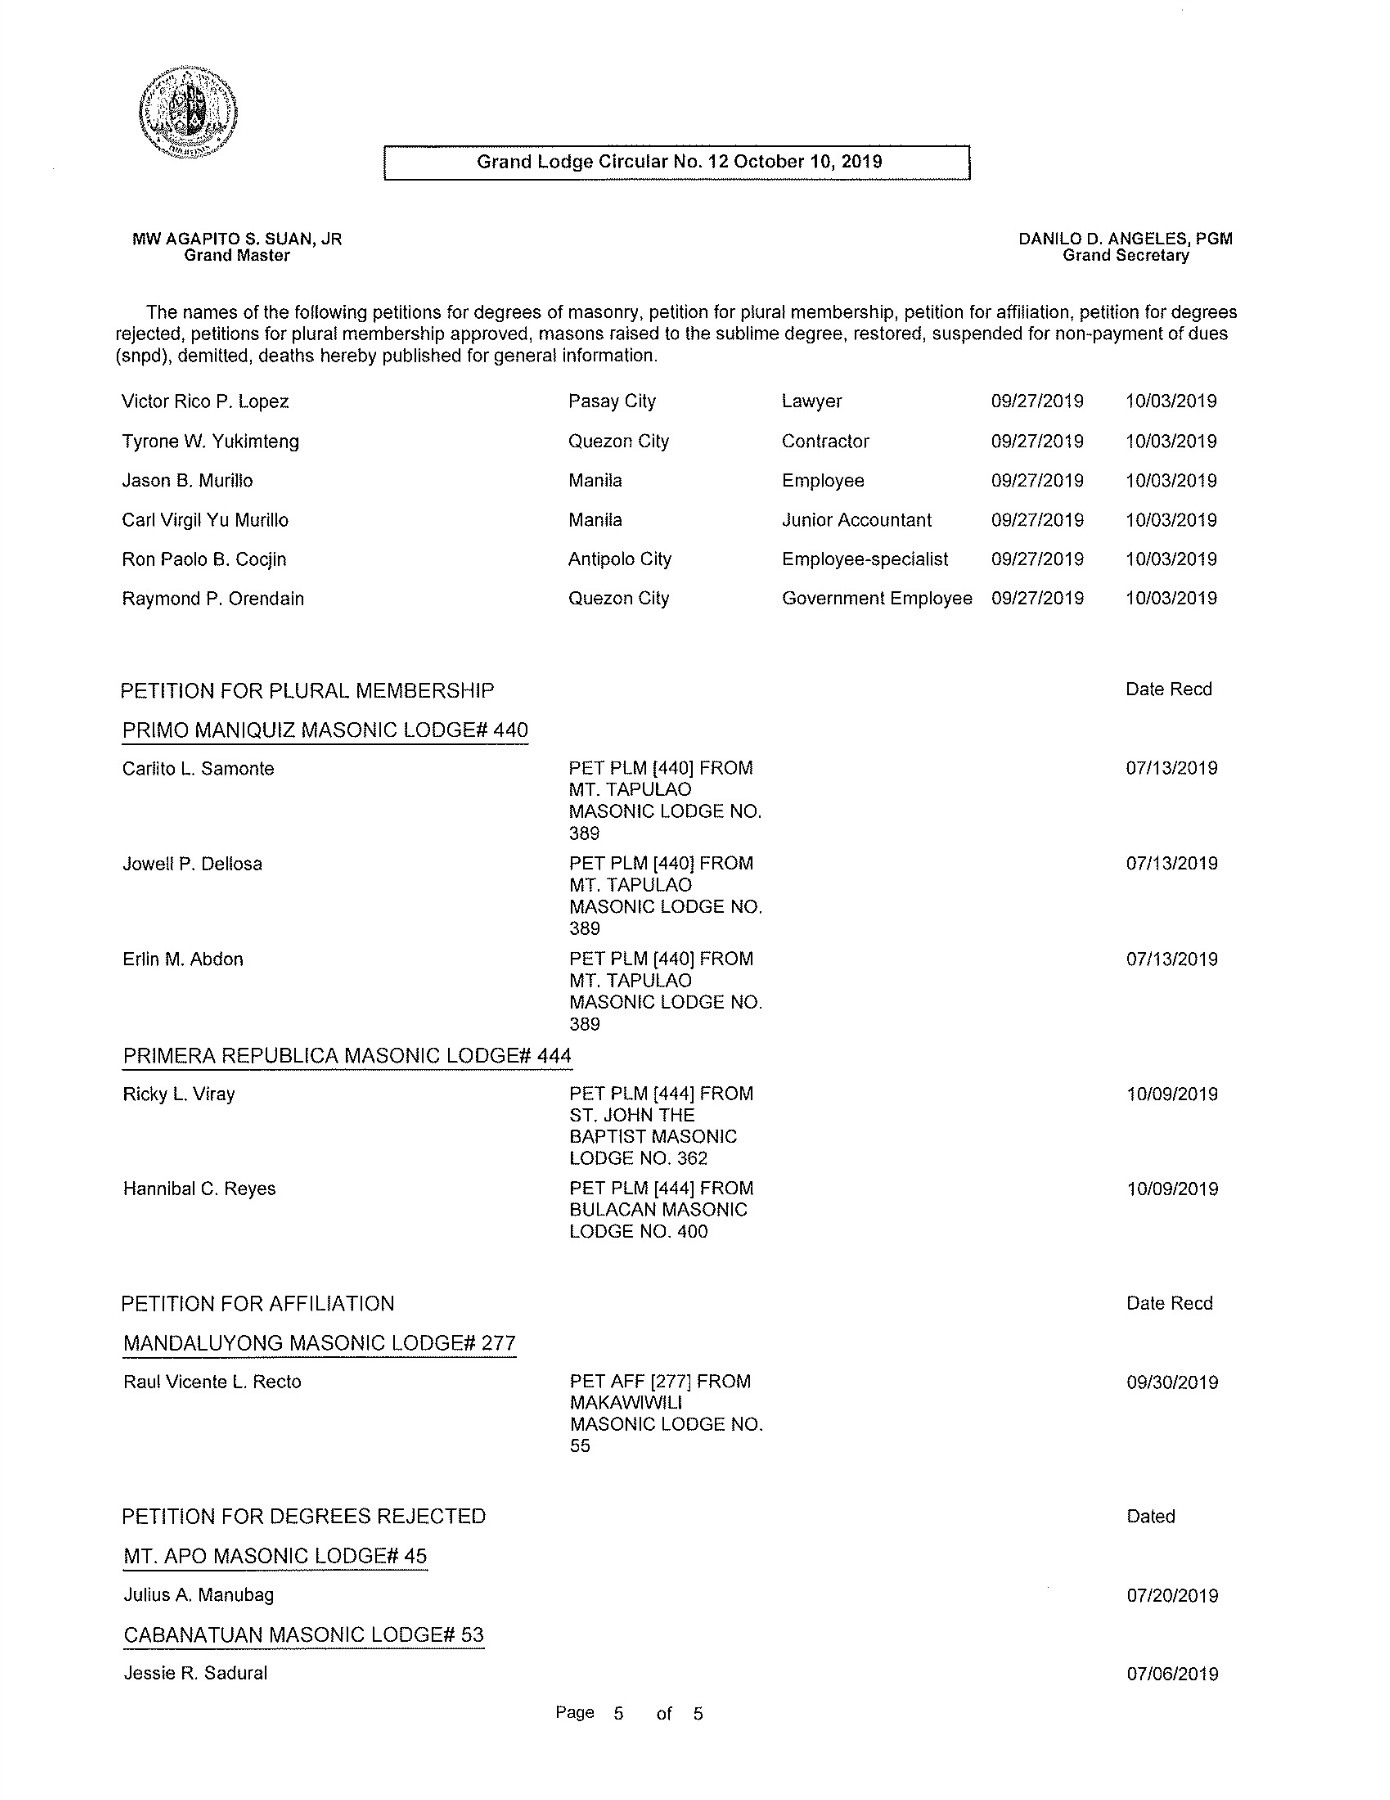 Grand Lodge Circular No. 12 October 10, 2019
MW AGAPITO S. SUAN, JR
Grand Master
DANILO D. ANGELES, PGM
Grand Secretary
The names of the following petitions for degrees of masonry, petition for plural membership, petition for affiliation, petition for degrees
rejected, petitions for plural membership approved, masons raised to the sublime degree, restored, suspended for non-payment of dues
(snpd), demitted, deaths hereby published for general information.
Victor Rico P. Lopez Pasay City Lawyer 09/27/2019 10/03/2019
Tyrone W. Yukimteng Quezon City Contractor 09/27/2019 10/03/2019
Jason B. Murillo Manila Employee 09/27/2019 10/03/2019
Carl Virgil Yu Murillo Manila Junior Accountant 09/27/2019 10/03/2019
Ron Paolo B. Cocjin Antipolo City Employee-specialist 09/27/2019 10/03/2019
Raymond P. Orendain Quezon City Government Employee 09/27/2019 10/03/2019
PETITION FOR PLURAL MEMBERSHIP Date Recd
PRIMO MANIQUIZ MASONIC LODGE# 440
Carlito L. Samonte PET PLM [440] FROM 07/13/2019
MT. TAPULAO
MASONIC LODGE NO.
389
Jowell P. Dellosa PET PLM [440] FROM 07/13/2019
MT. TAPULAO
MASONIC LODGE NO.
389
Erlin M. Abdon PET PLM [440] FROM 07/13/2019
MT. TAPULAO
MASONIC LODGE NO.
389
PRIMERA REPUBLICA MASONIC LODGE# 444
Ricky L. Viray PET PLM [444] FROM 10/09/2019
ST. JOHN THE
BAPTIST MASONIC
LODGE NO. 362
Hannibal C. Reyes PET PLM [444] FROM 10/09/2019
BULACAN MASONIC
LODGE NO. 400
PETITION FOR AFFILIATION Date Recd
MANDALUYONG MASONIC LODGE# 277
Raul Vicente L. Recto PET AFF [277] FROM 09/30/2019
MAKAWIWILI
MASONIC LODGE NO.
55
PETITION FOR DEGREES REJECTED Dated
MT. APO MASONIC LODGE# 45
Julius A. Manubag 07/20/2019
CABANATUAN MASONIC LODGE# 53
Jessie R. Sadural 07/06/2019
Page 5 of 5